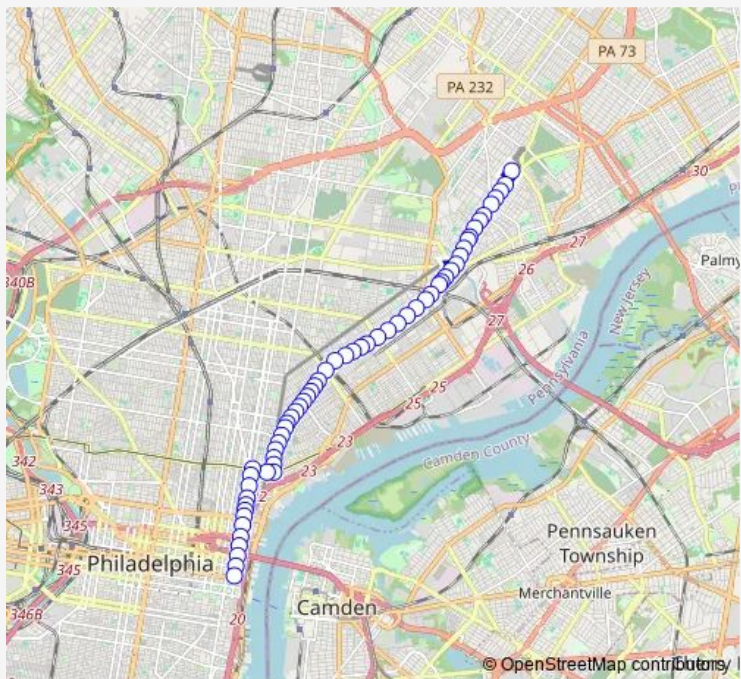 PA 73
PA 232
30
340B
27
Palmy
26
27
New Jersey
Pennsylvania
25
25
23
342
23
Camden County
343
345
Pennsauken
Township
Philadelphia
345
Merchantville
Camden
346B
20
© OpenStreetMap contributors